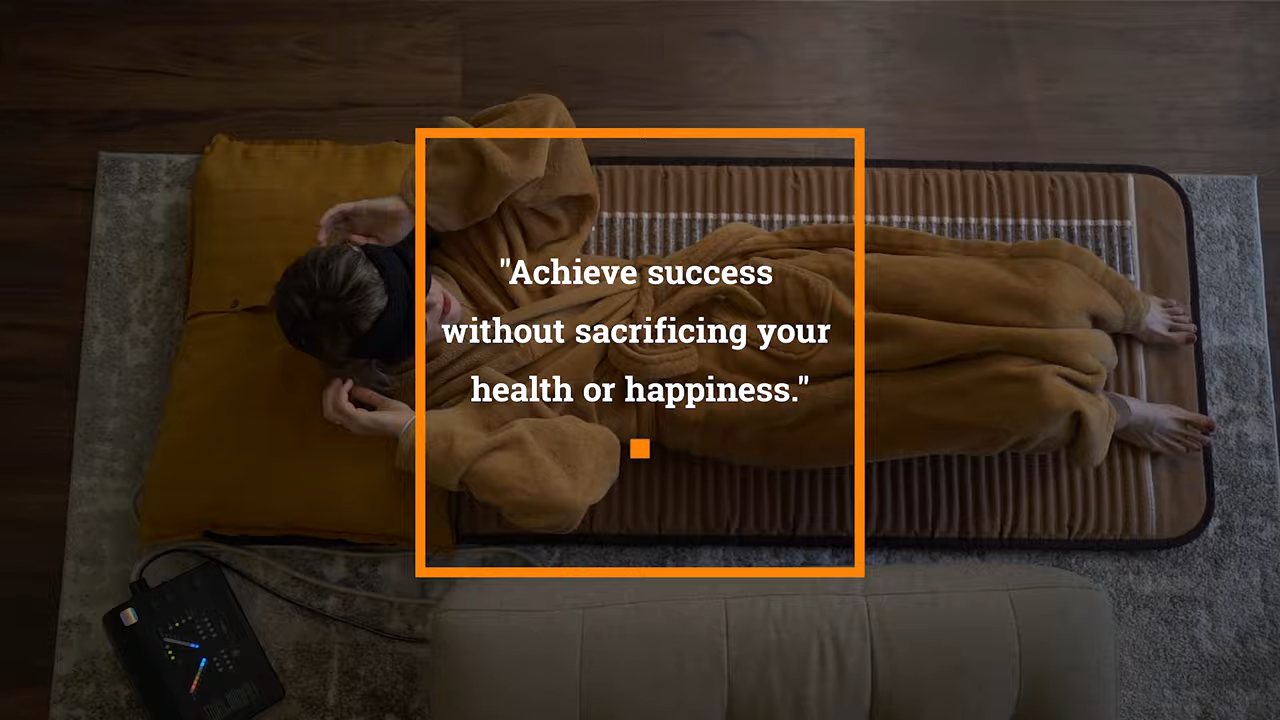 "Achieve success
without sacrificing your
health or happiness."